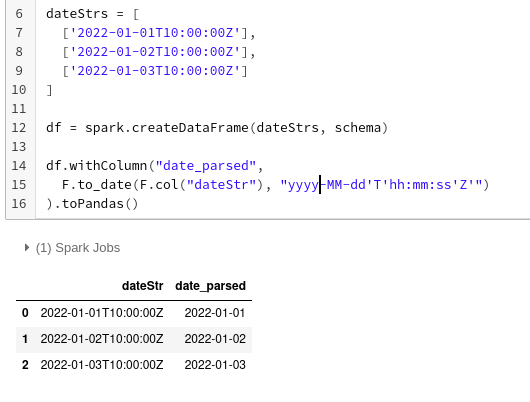 6 dateStrs = [
7 ['2022-01-01T10:00:00Z'],
8 ['2022-01-02T10:00:00Z'],
9 ['2022-01-03T10:00:00Z']
10 ]
11
12 df = spark.createDataFrame(dateStrs, schema)
13
14 df.withColumn("date_parsed",
15 F.to_date(F.col("dateStr"), "yyyy-MM-dd'T'hh:mm:ss'Z'")
16 ).toPandas()
(1) Spark Jobs
dateStr date_parsed
0 2022-01-01T10:00:00Z 2022-01-01
1 2022-01-02T10:00:00Z 2022-01-02
2 2022-01-03T10:00:00Z 2022-01-03